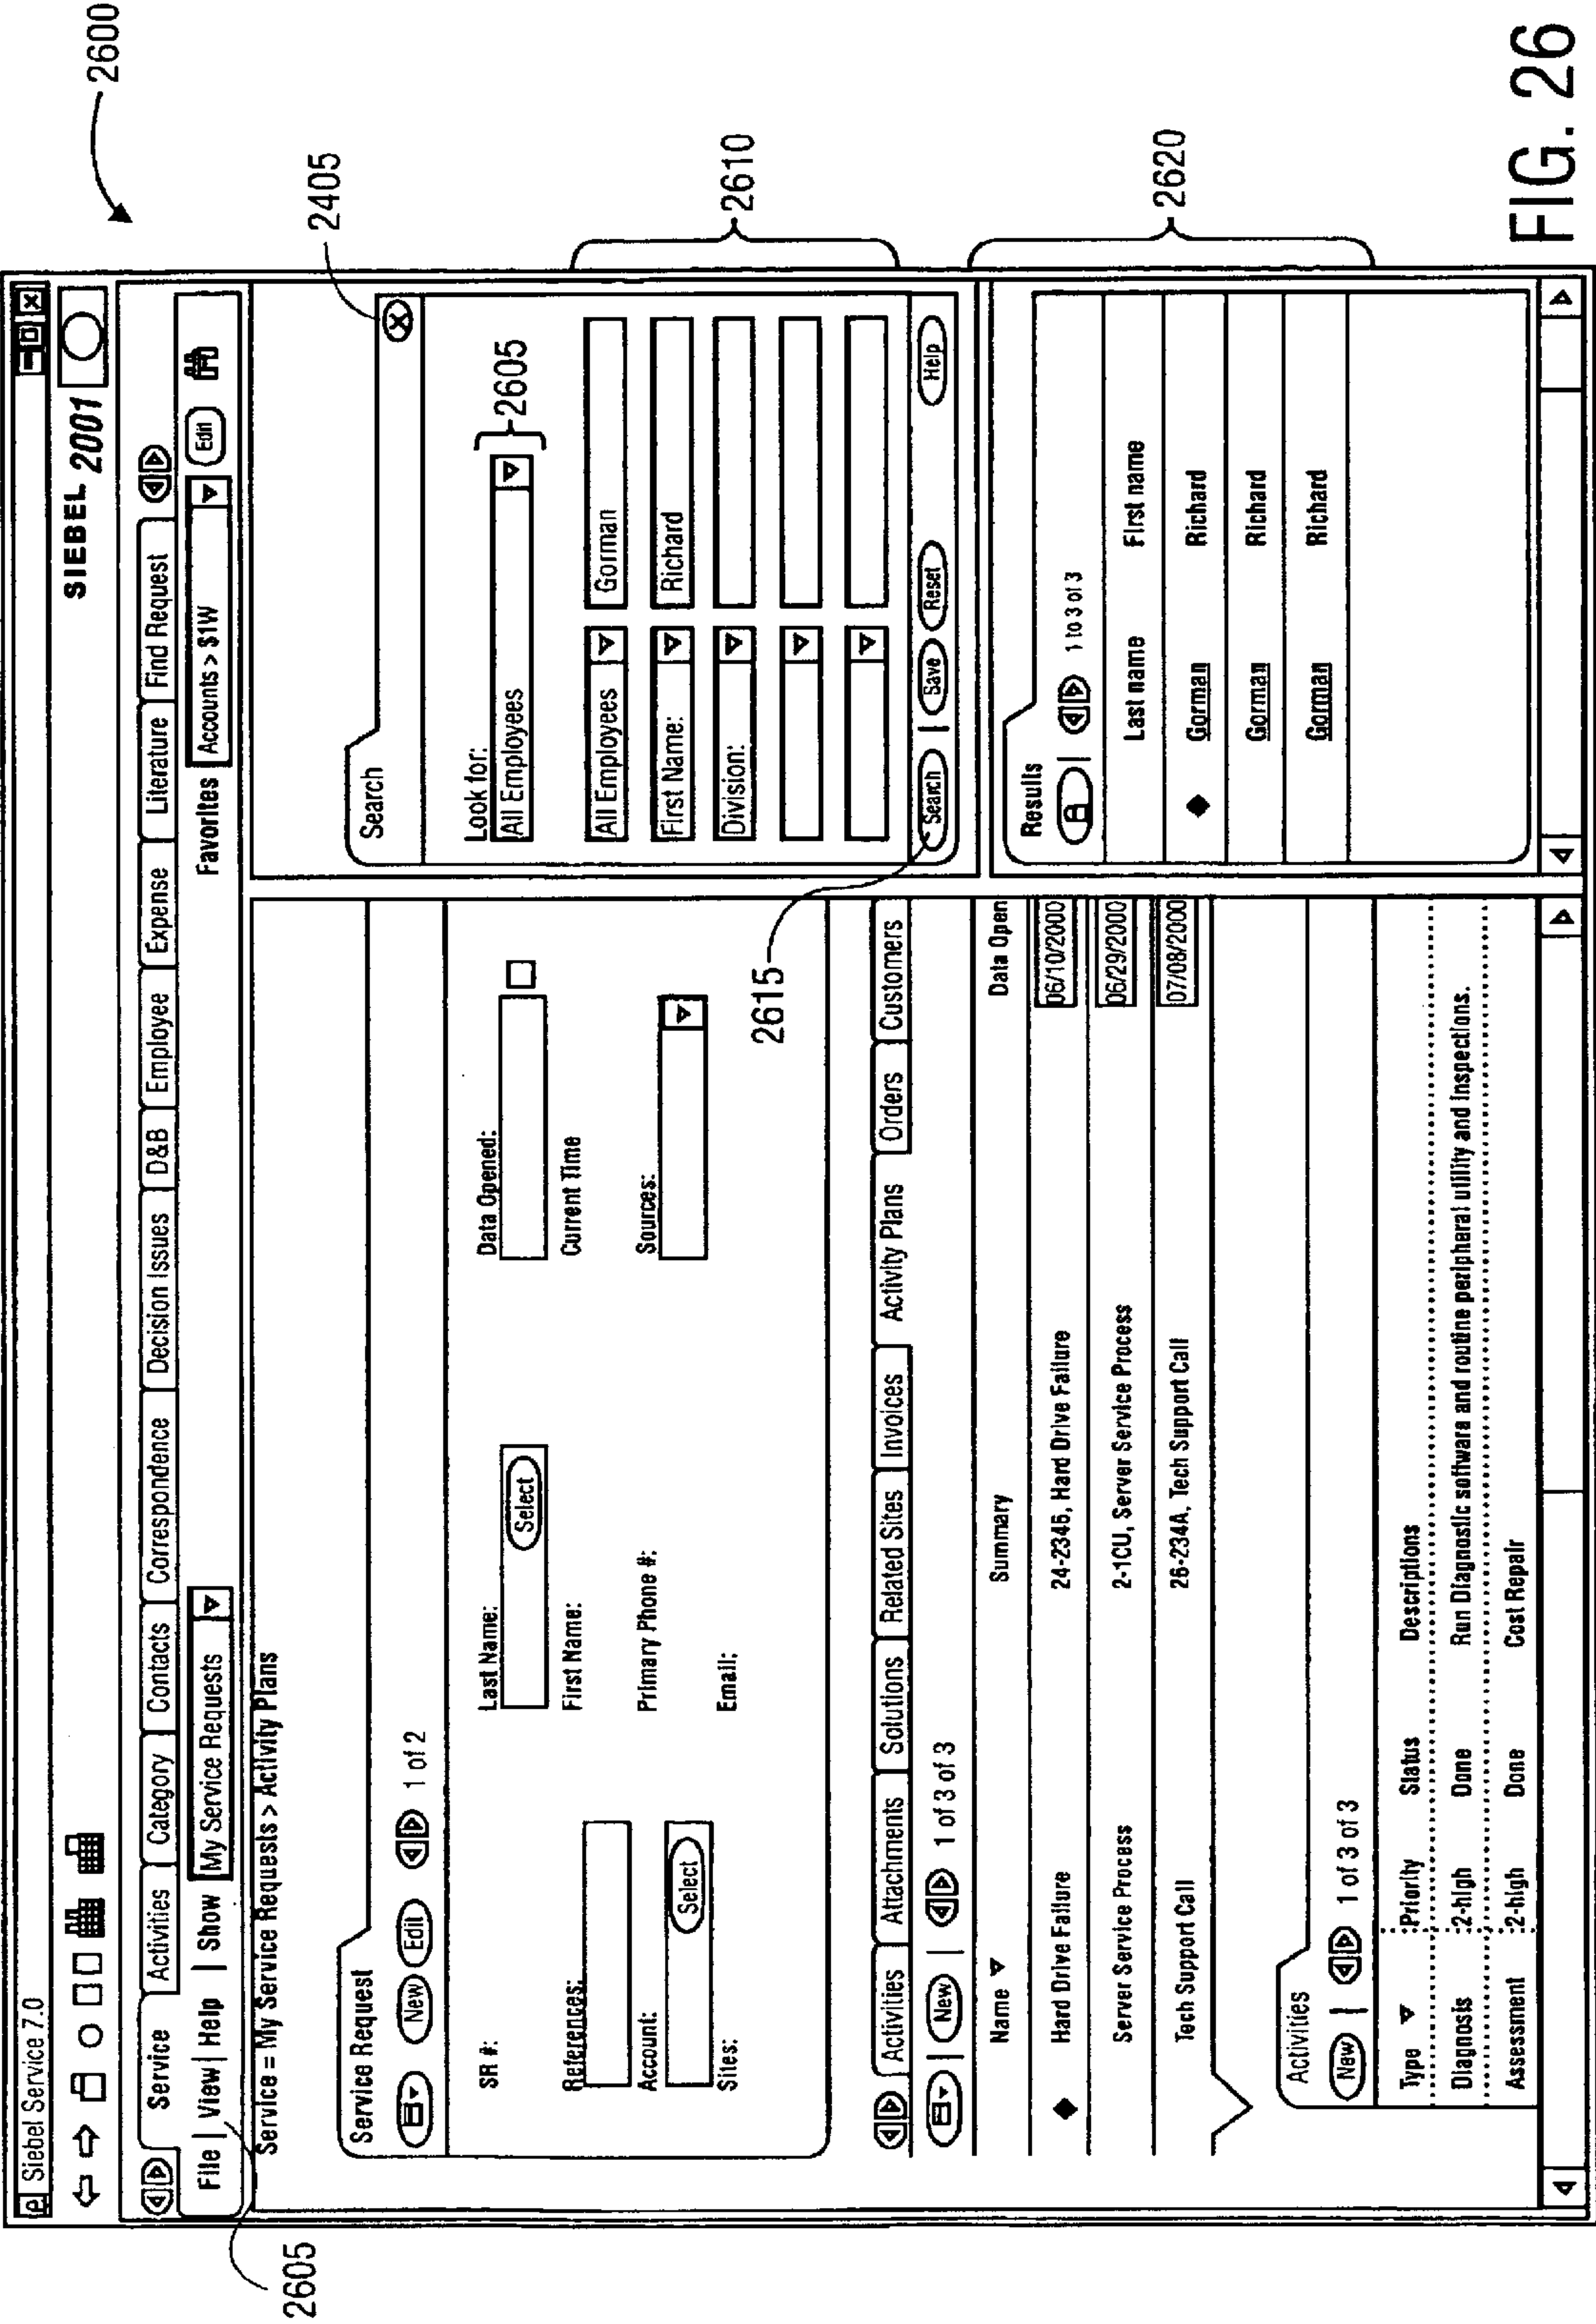 2600
Siebel Service 7.0
SIEBEL 2001
Service Activities Category Contacts Correspondence Decision Issues D&B Employee Expense Literature Find Request
File | View | Help | Show My Service Requests Favorites Accounts > $1W Edit
2605
Service = My Service Requests > Activity Plans
Service Request
New Edit 1 of 2
SR #:
References:
Account:
Select
Sites:
Last Name:
Select
First Name:
Primary Phone #:
Email:
Data Opened:
Current Time
Sources:
Search
2405
Look for:
All Employees
2605
All Employees Gorman
First Name: Richard
Division:
2610
Search | Save Reset Help
2615
Activities Attachments Solutions Related Sites Invoices Activity Plans Orders Customers
New | 1 of 3 of 3
Name Summary Data Open
Hard Drive Failure 24-2345, Hard Drive Failure 06/10/2000
Server Service Process 2-1CU, Server Service Process 06/29/2000
Tech Support Call 26-234A, Tech Support Call 07/08/2000
Activities
New | 1 of 3 of 3
Type Priority Status Descriptions
Diagnosis 2-high Done Run Diagnostic software and routine peripheral utility and inspections.
Assessment 2-high Done Cost Repair
Results
1 to 3 of 3
Last name First name
Gorman Richard
Gorman Richard
Gorman Richard
2620
FIG. 26